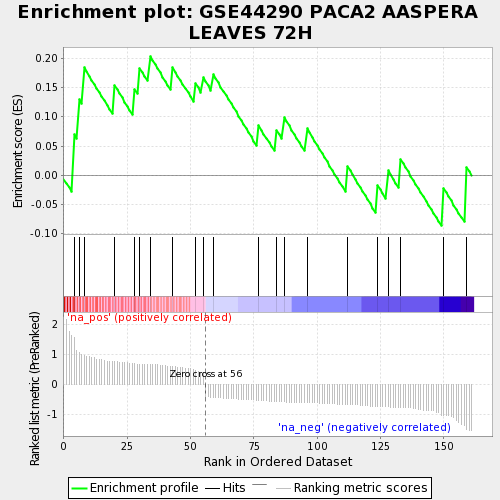 Enrichment plot: GSE44290 PACA2 AASPERA
LEAVES 72H
Enrichment score (ES)
0.20
0.15
0.10
0.05
0.00
-0.05
-0.10
'na_pos' (positively correlated)
Ranked list metric (PreRanked)
2
1
0
-1
Zero cross at 56
'na_neg' (negatively correlated)
0 25 50 75 100 125 150
Rank in Ordered Dataset
Enrichment profile Hits Ranking metric scores